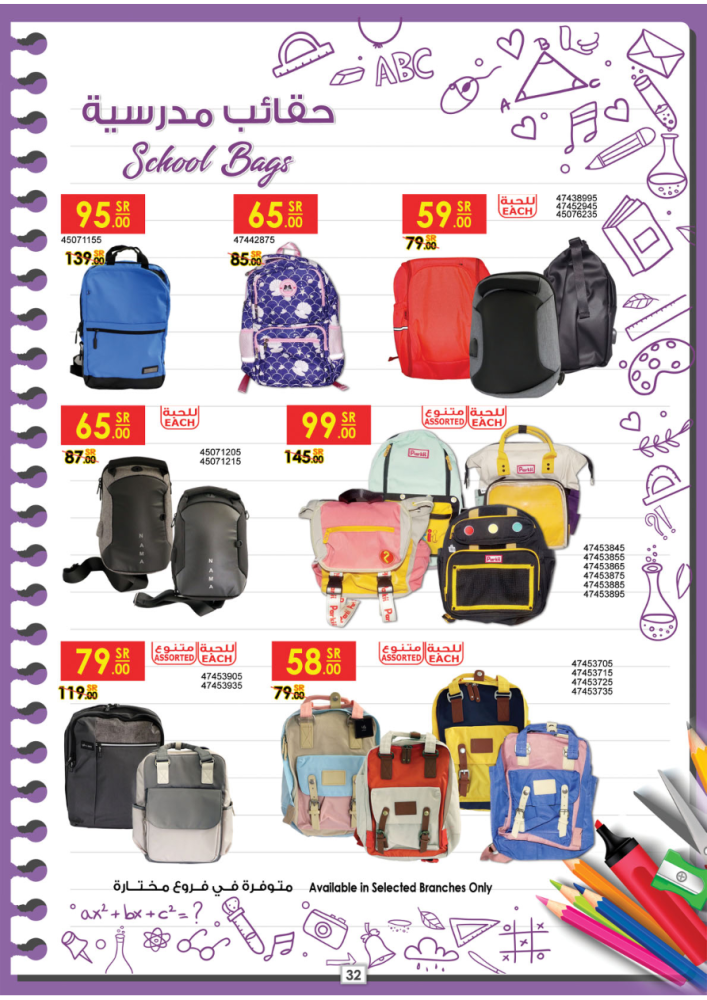 ABC
A B C
حقائب مدرسية
School Bags
95 SR .00
45071155
139 SR .00
65 SR .00
47442875
85 SR .00
59 SR .00
للحبة
EACH
47438995
47452945
45076235
79 SR .00
65 SR .00
للحبة
EACH
87 SR .00
45071205
45071215
NAMA
NAMA
99 SR .00
متنوع للحبة
ASSORTED EACH
145 SR .00
Parkii
Parkii
Parkii
47453845
47453855
47453865
47453875
47453885
47453895
79 SR .00
متنوع للحبة
ASSORTED EACH
119 SR .00
47453905
47453935
58 SR .00
متنوع للحبة
ASSORTED EACH
79 SR .00
47453705
47453715
47453725
47453735
متوفرة في فروع مختارة Available in Selected Branches Only
ax² + bx + c² = ?
32